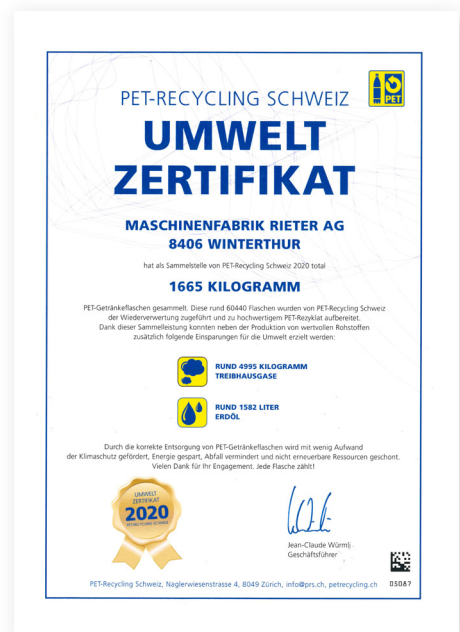 PET
PET-RECYCLING SCHWEIZ
UMWELT
ZERTIFIKAT
MASCHINENFABRIK RIETER AG
8406 WINTERTHUR
hat als Sammelstelle von PET-Recycling Schweiz 2020 total
1665 KILOGRAMM
PET-Getränkeflaschen gesammelt. Diese rund 60440 Flaschen wurden von PET-Recycling Schweiz
der Wiederverwertung zugeführt und zu hochwertigem PET-Rezyklat aufbereitet.
Dank dieser Sammelleistung konnten neben der Produktion von wertvollen Rohstoffen
zusätzlich folgende Einsparungen für die Umwelt erzielt werden:
RUND 4995 KILOGRAMM
TREIBHAUSGASE
RUND 1582 LITER
ERDÖL
Durch die korrekte Entsorgung von PET-Getränkeflaschen wird mit wenig Aufwand
der Klimaschutz gefördert, Energie gespart, Abfall vermindert und nicht erneuerbare Ressourcen geschont.
Vielen Dank für Ihr Engagement. Jede Flasche zählt!
UMWELT
ZERTIFIKAT
2020
PET-RECYCLING SCHWEIZ
Jean-Claude Würmli
Geschäftsführer
PET-Recycling Schweiz, Naglerwiesenstrasse 4, 8049 Zürich, info@prs.ch, petrecycling.ch
05087